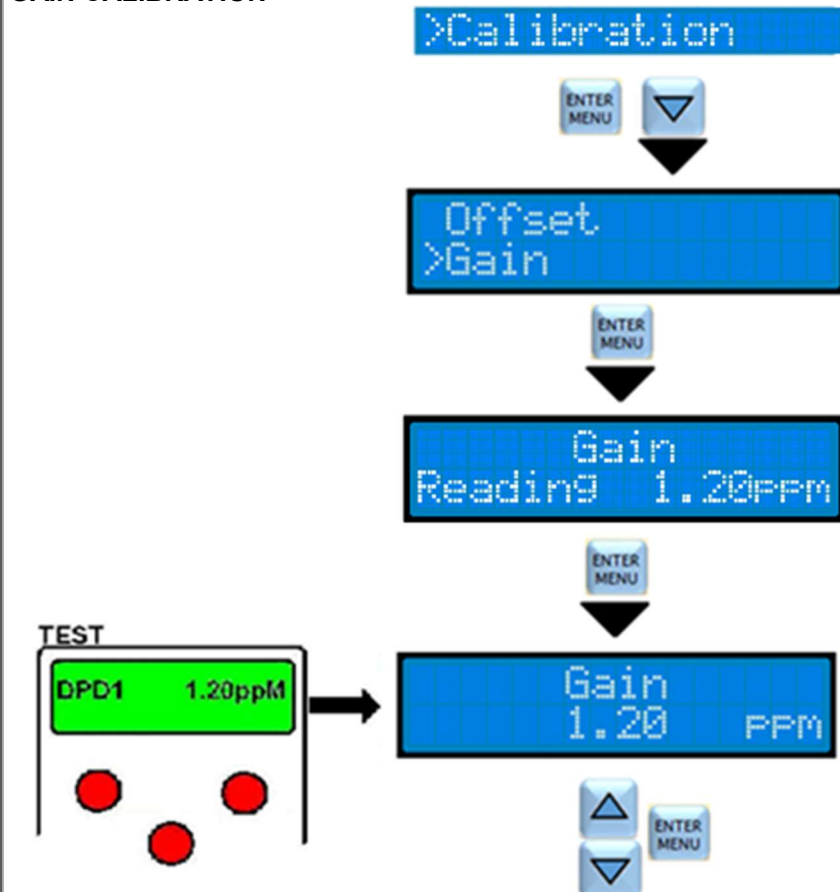 >Calibration
ENTER
MENU
Offset
>Gain
ENTER
MENU
Gain
Reading 1.20ppm
ENTER
MENU
TEST
DPD1 1.20ppM
Gain
1.20 ppm
ENTER
MENU